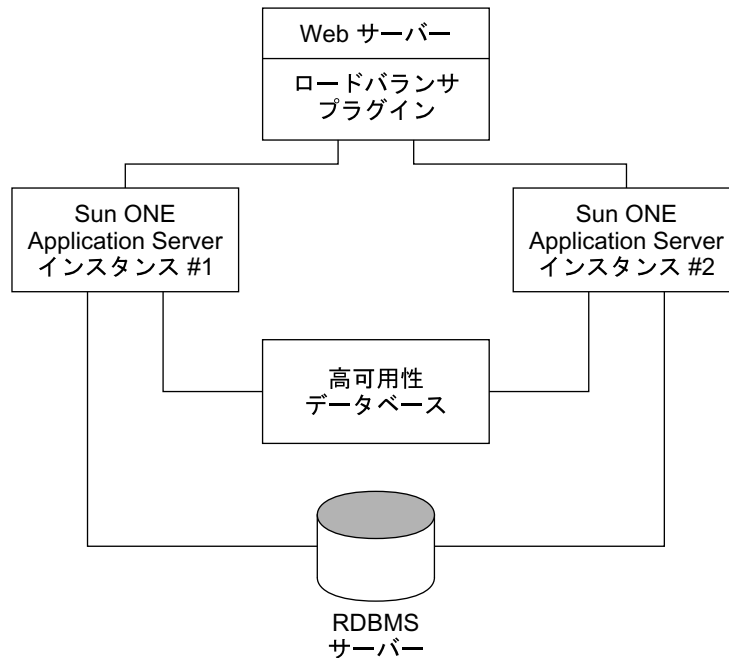 Web サーバー
ロードバランサ
プラグイン
Sun ONE
Application Server
インスタンス #1
Sun ONE
Application Server
インスタンス #2
高可用性
データベース
RDBMS
サーバー